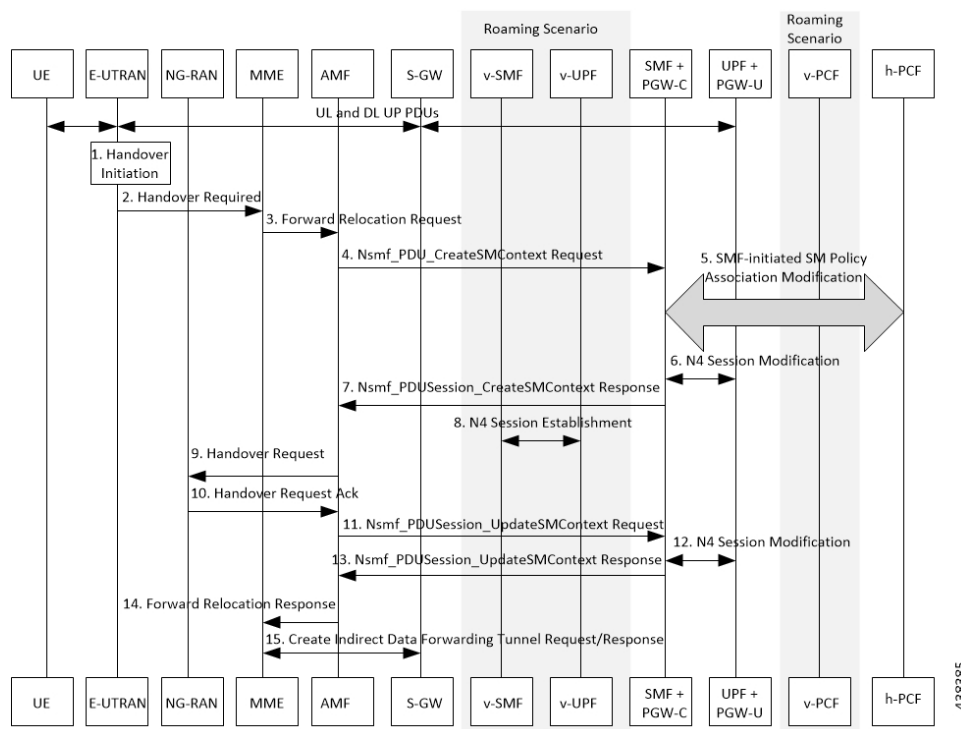 Roaming Scenario
Roaming
Scenario
UE
E-UTRAN
NG-RAN
MME
AMF
S-GW
v-SMF
v-UPF
SMF +
PGW-C
UPF +
PGW-U
v-PCF
h-PCF
UL and DL UP PDUs
1. Handover
Initiation
2. Handover Required
3. Forward Relocation Request
4. Nsmf_PDU_CreateSMContext Request
5. SMF-initiated SM Policy
Association Modification
6. N4 Session Modification
7. Nsmf_PDUSession_CreateSMContext Response
8. N4 Session Establishment
9. Handover Request
10. Handover Request Ack
11. Nsmf_PDUSession_UpdateSMContext Request
12. N4 Session Modification
13. Nsmf_PDUSession_UpdateSMContext Response
14. Forward Relocation Response
15. Create Indirect Data Forwarding Tunnel Request/Response
UE
E-UTRAN
NG-RAN
MME
AMF
S-GW
v-SMF
v-UPF
SMF +
PGW-C
UPF +
PGW-U
v-PCF
h-PCF
438385